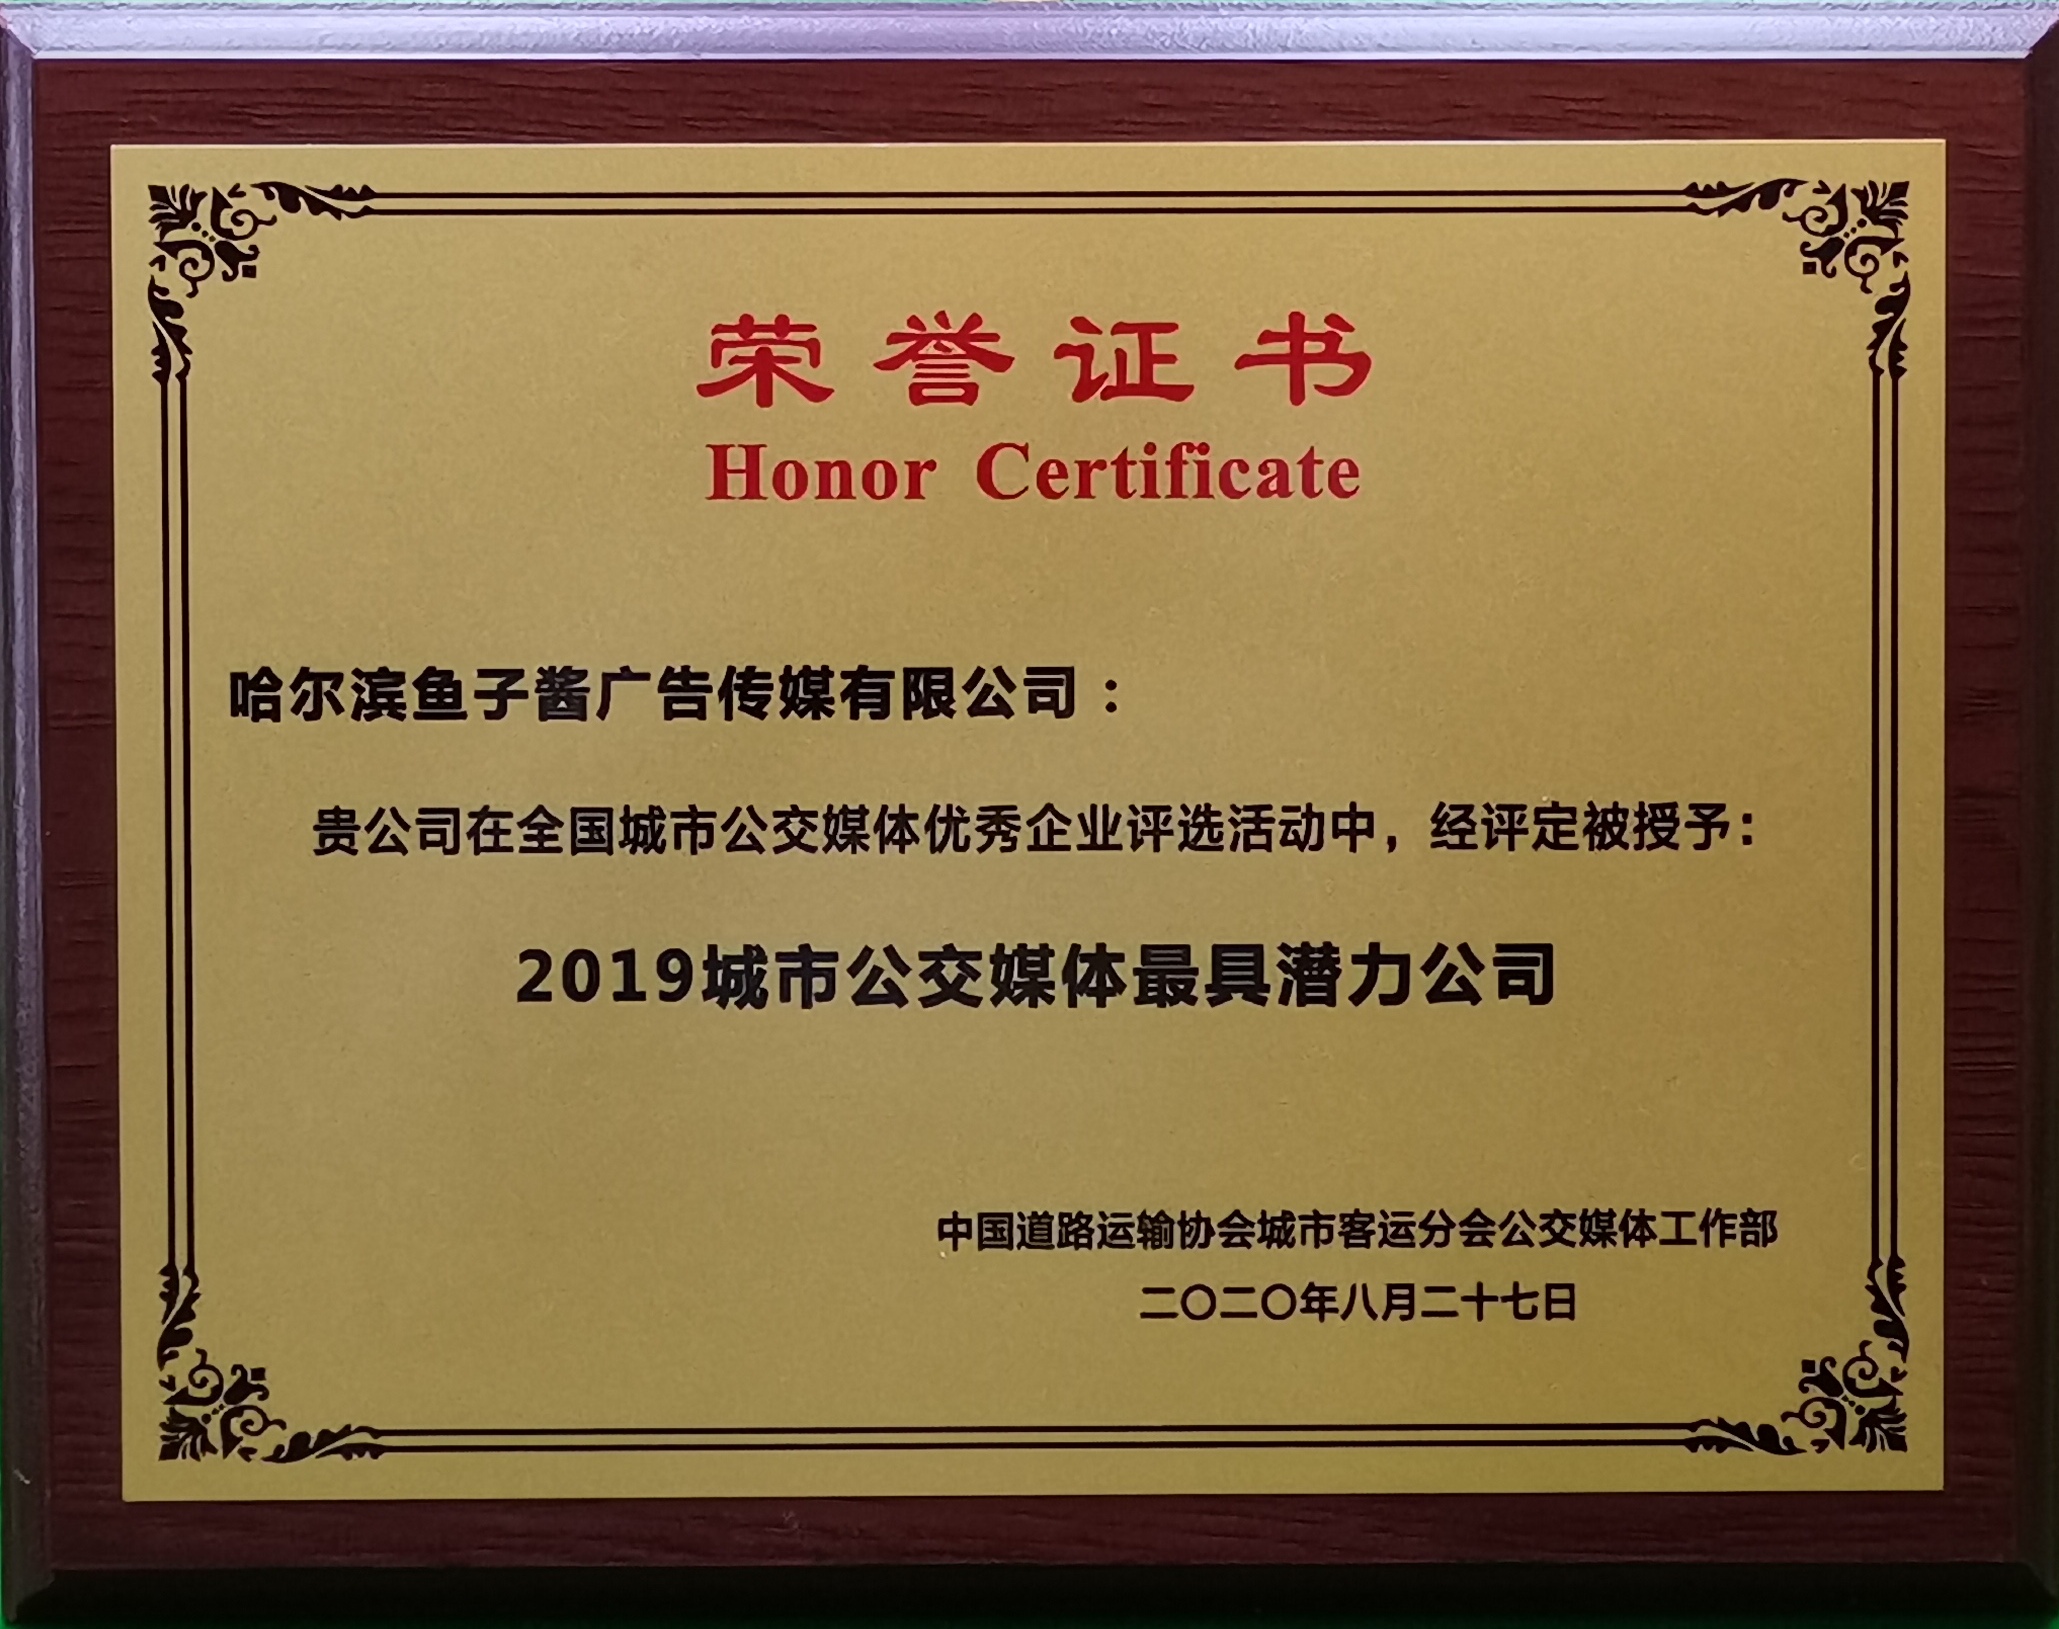 荣誉证书
Honor Certificate
哈尔滨鱼子酱广告传媒有限公司：
贵公司在全国城市公交媒体优秀企业评选活动中，经评定被授予：
2019城市公交媒体最具潜力公司
中国道路运输协会城市客运分会公交媒体工作部
二〇二〇年八月二十七日